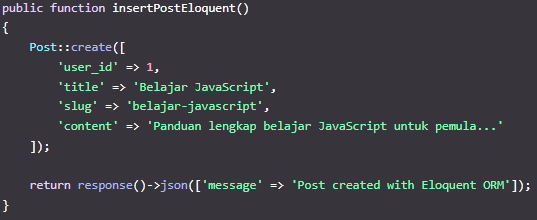 public function insertPostEloquent()
{
    Post::create([
        'user_id' => 1,
        'title' => 'Belajar JavaScript',
        'slug' => 'belajar-javascript',
        'content' => 'Panduan lengkap belajar JavaScript untuk pemula...'
    ]);

    return response()->json(['message' => 'Post created with Eloquent ORM']);
}